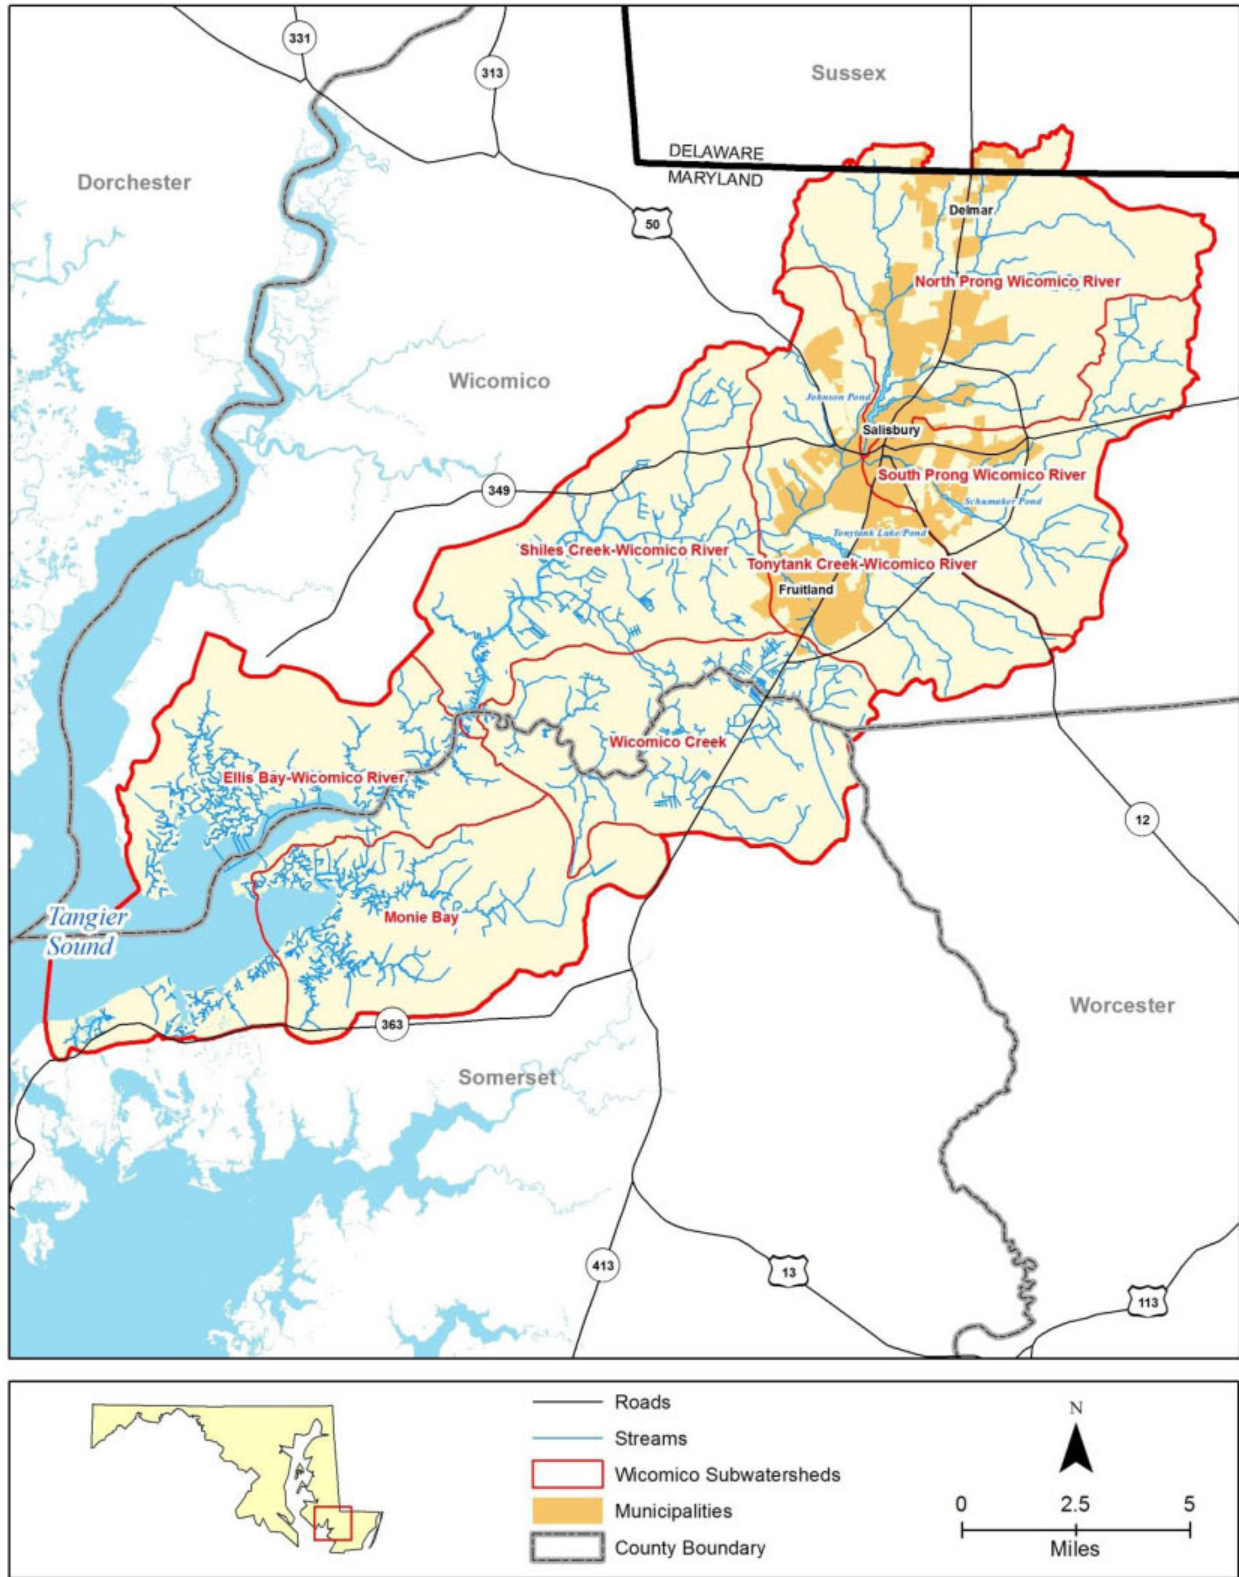 331
313
Sussex
DELAWARE
MARYLAND
Dorchester
Delmar
50
North Prong Wicomico River
Wicomico
Johnson Pond
Salisbury
South Prong Wicomico River
349
Schumaker Pond
Tonytank Lake/Pond
Shiles Creek-Wicomico River
Tonytank Creek-Wicomico River
Fruitland
Wicomico Creek
Ellis Bay-Wicomico River
12
Monie Bay
Tangier
Sound
Worcester
363
Somerset
413
13
113
Roads
Streams
Wicomico Subwatersheds
Municipalities
County Boundary
N
0 2.5 5
Miles